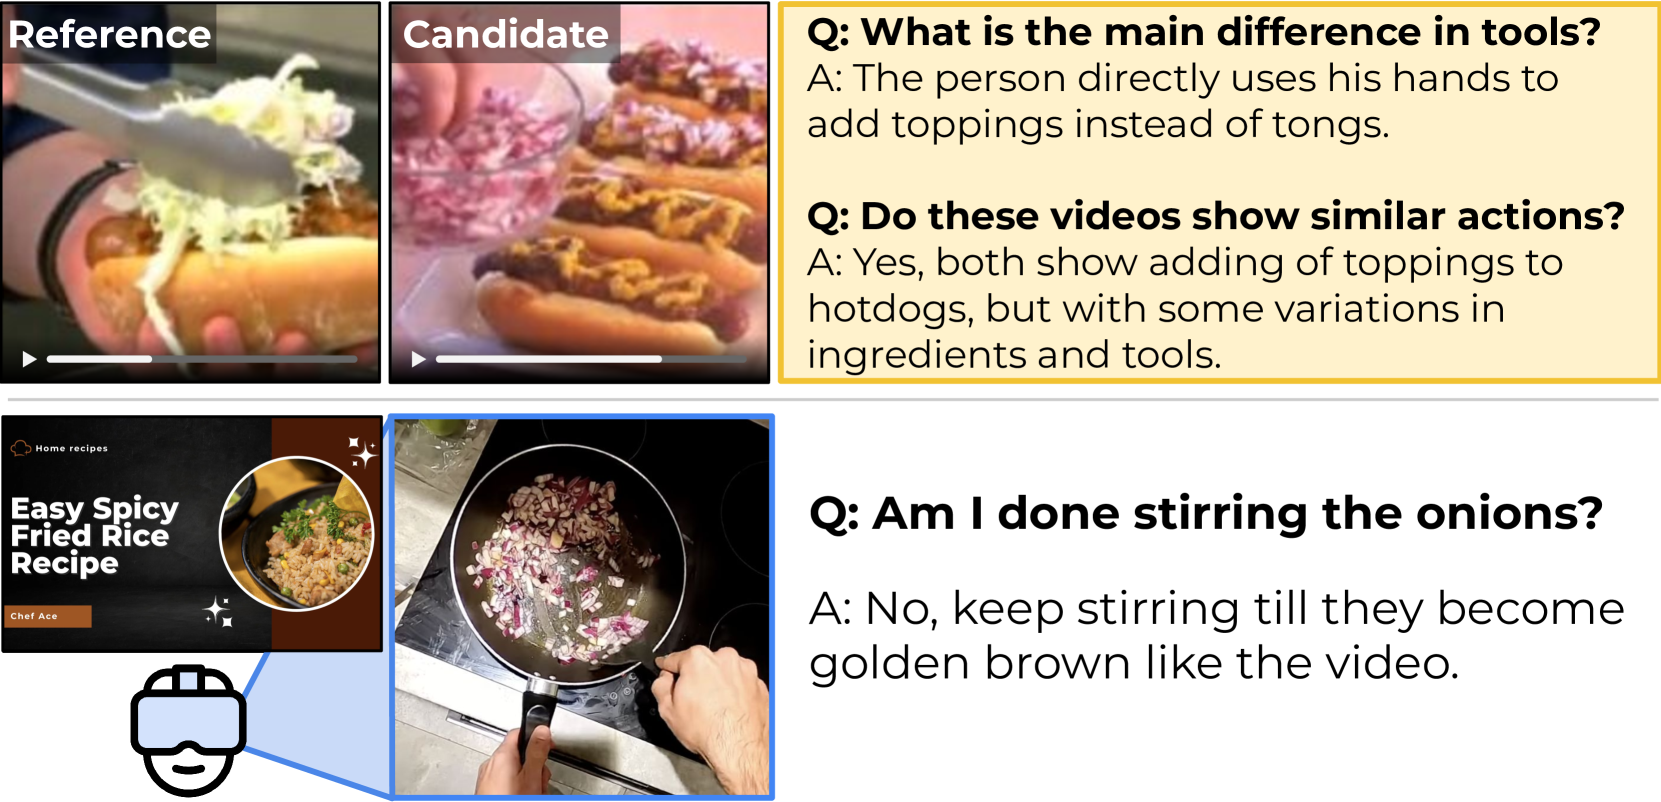 Reference
Candidate
Q: What is the main difference in tools?
A: The person directly uses his hands to
add toppings instead of tongs.
Q: Do these videos show similar actions?
A: Yes, both show adding of toppings to
hotdogs, but with some variations in
ingredients and tools.
Home recipes
Easy Spicy
Fried Rice
Recipe
Chef Ace
Q: Am I done stirring the onions?
A: No, keep stirring till they become
golden brown like the video.